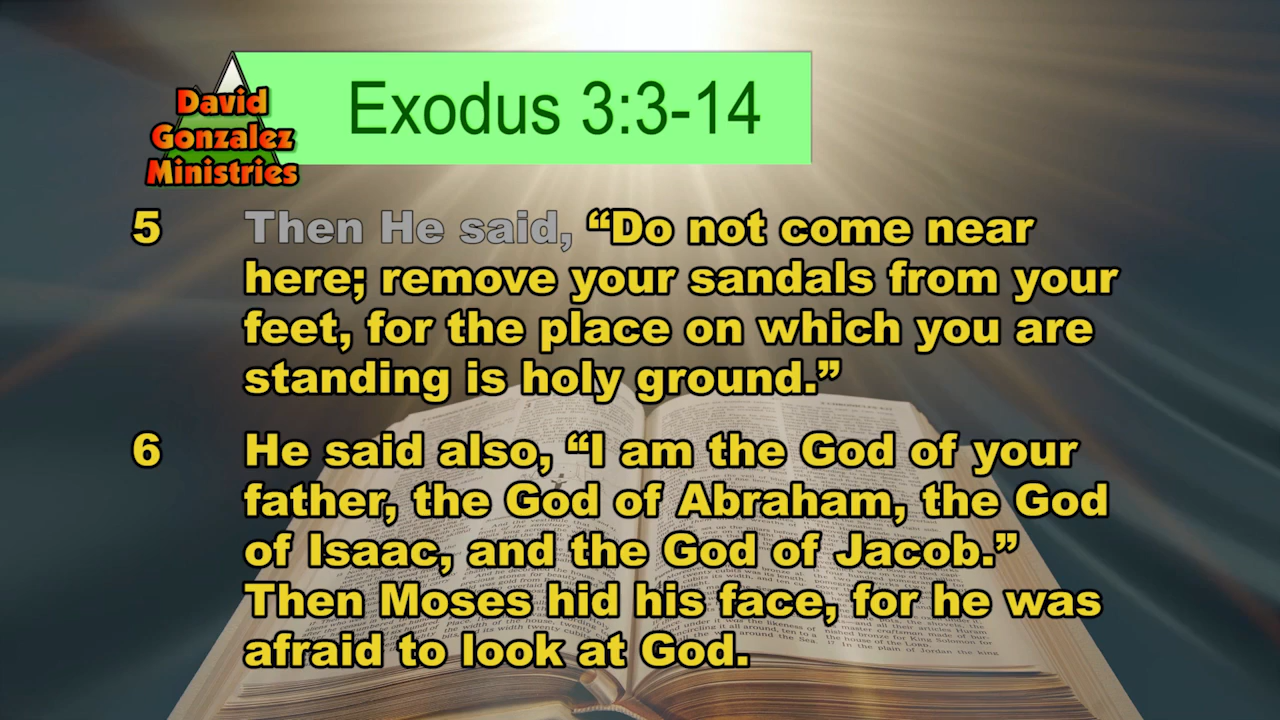 David
Gonzalez
Ministries
Exodus 3:3-14
5 Then He said, “Do not come near
here; remove your sandals from your
feet, for the place on which you are
standing is holy ground.”
6 He said also, “I am the God of your
father, the God of Abraham, the God
of Isaac, and the God of Jacob.”
Then Moses hid his face, for he was
afraid to look at God.